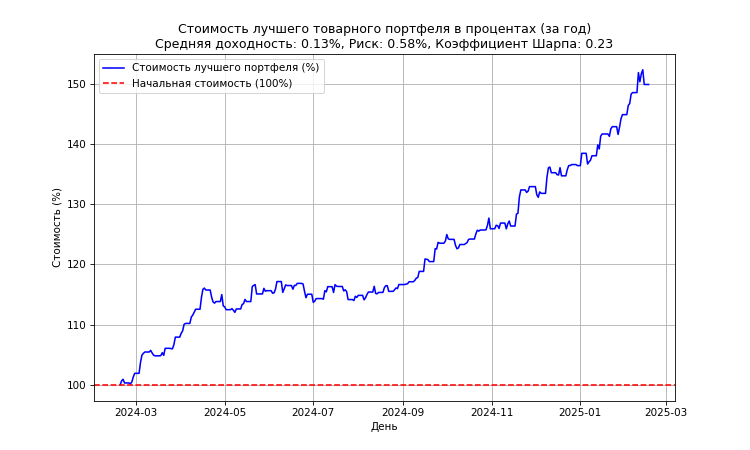 Стоимость лучшего товарного портфеля в процентах (за год)
Средняя доходность: 0.13%, Риск: 0.58%, Коэффициент Шарпа: 0.23
Стоимость лучшего портфеля (%)
Начальная стоимость (100%)
Стоимость (%)
150
140
130
120
110
100
2024-03
2024-05
2024-07
2024-09
2024-11
2025-01
2025-03
День